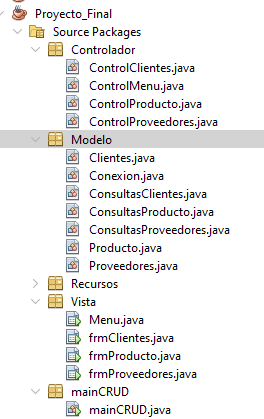 Proyecto_Final
Source Packages
Controlador
ControlClientes.java
ControlMenu.java
ControlProducto.java
ControlProveedores.java
Modelo
Clientes.java
Conexion.java
ConsultasClientes.java
ConsultasProducto.java
ConsultasProveedores.java
Producto.java
Proveedores.java
Recursos
Vista
Menu.java
frmClientes.java
frmProducto.java
frmProveedores.java
mainCRUD
mainCRUD.java